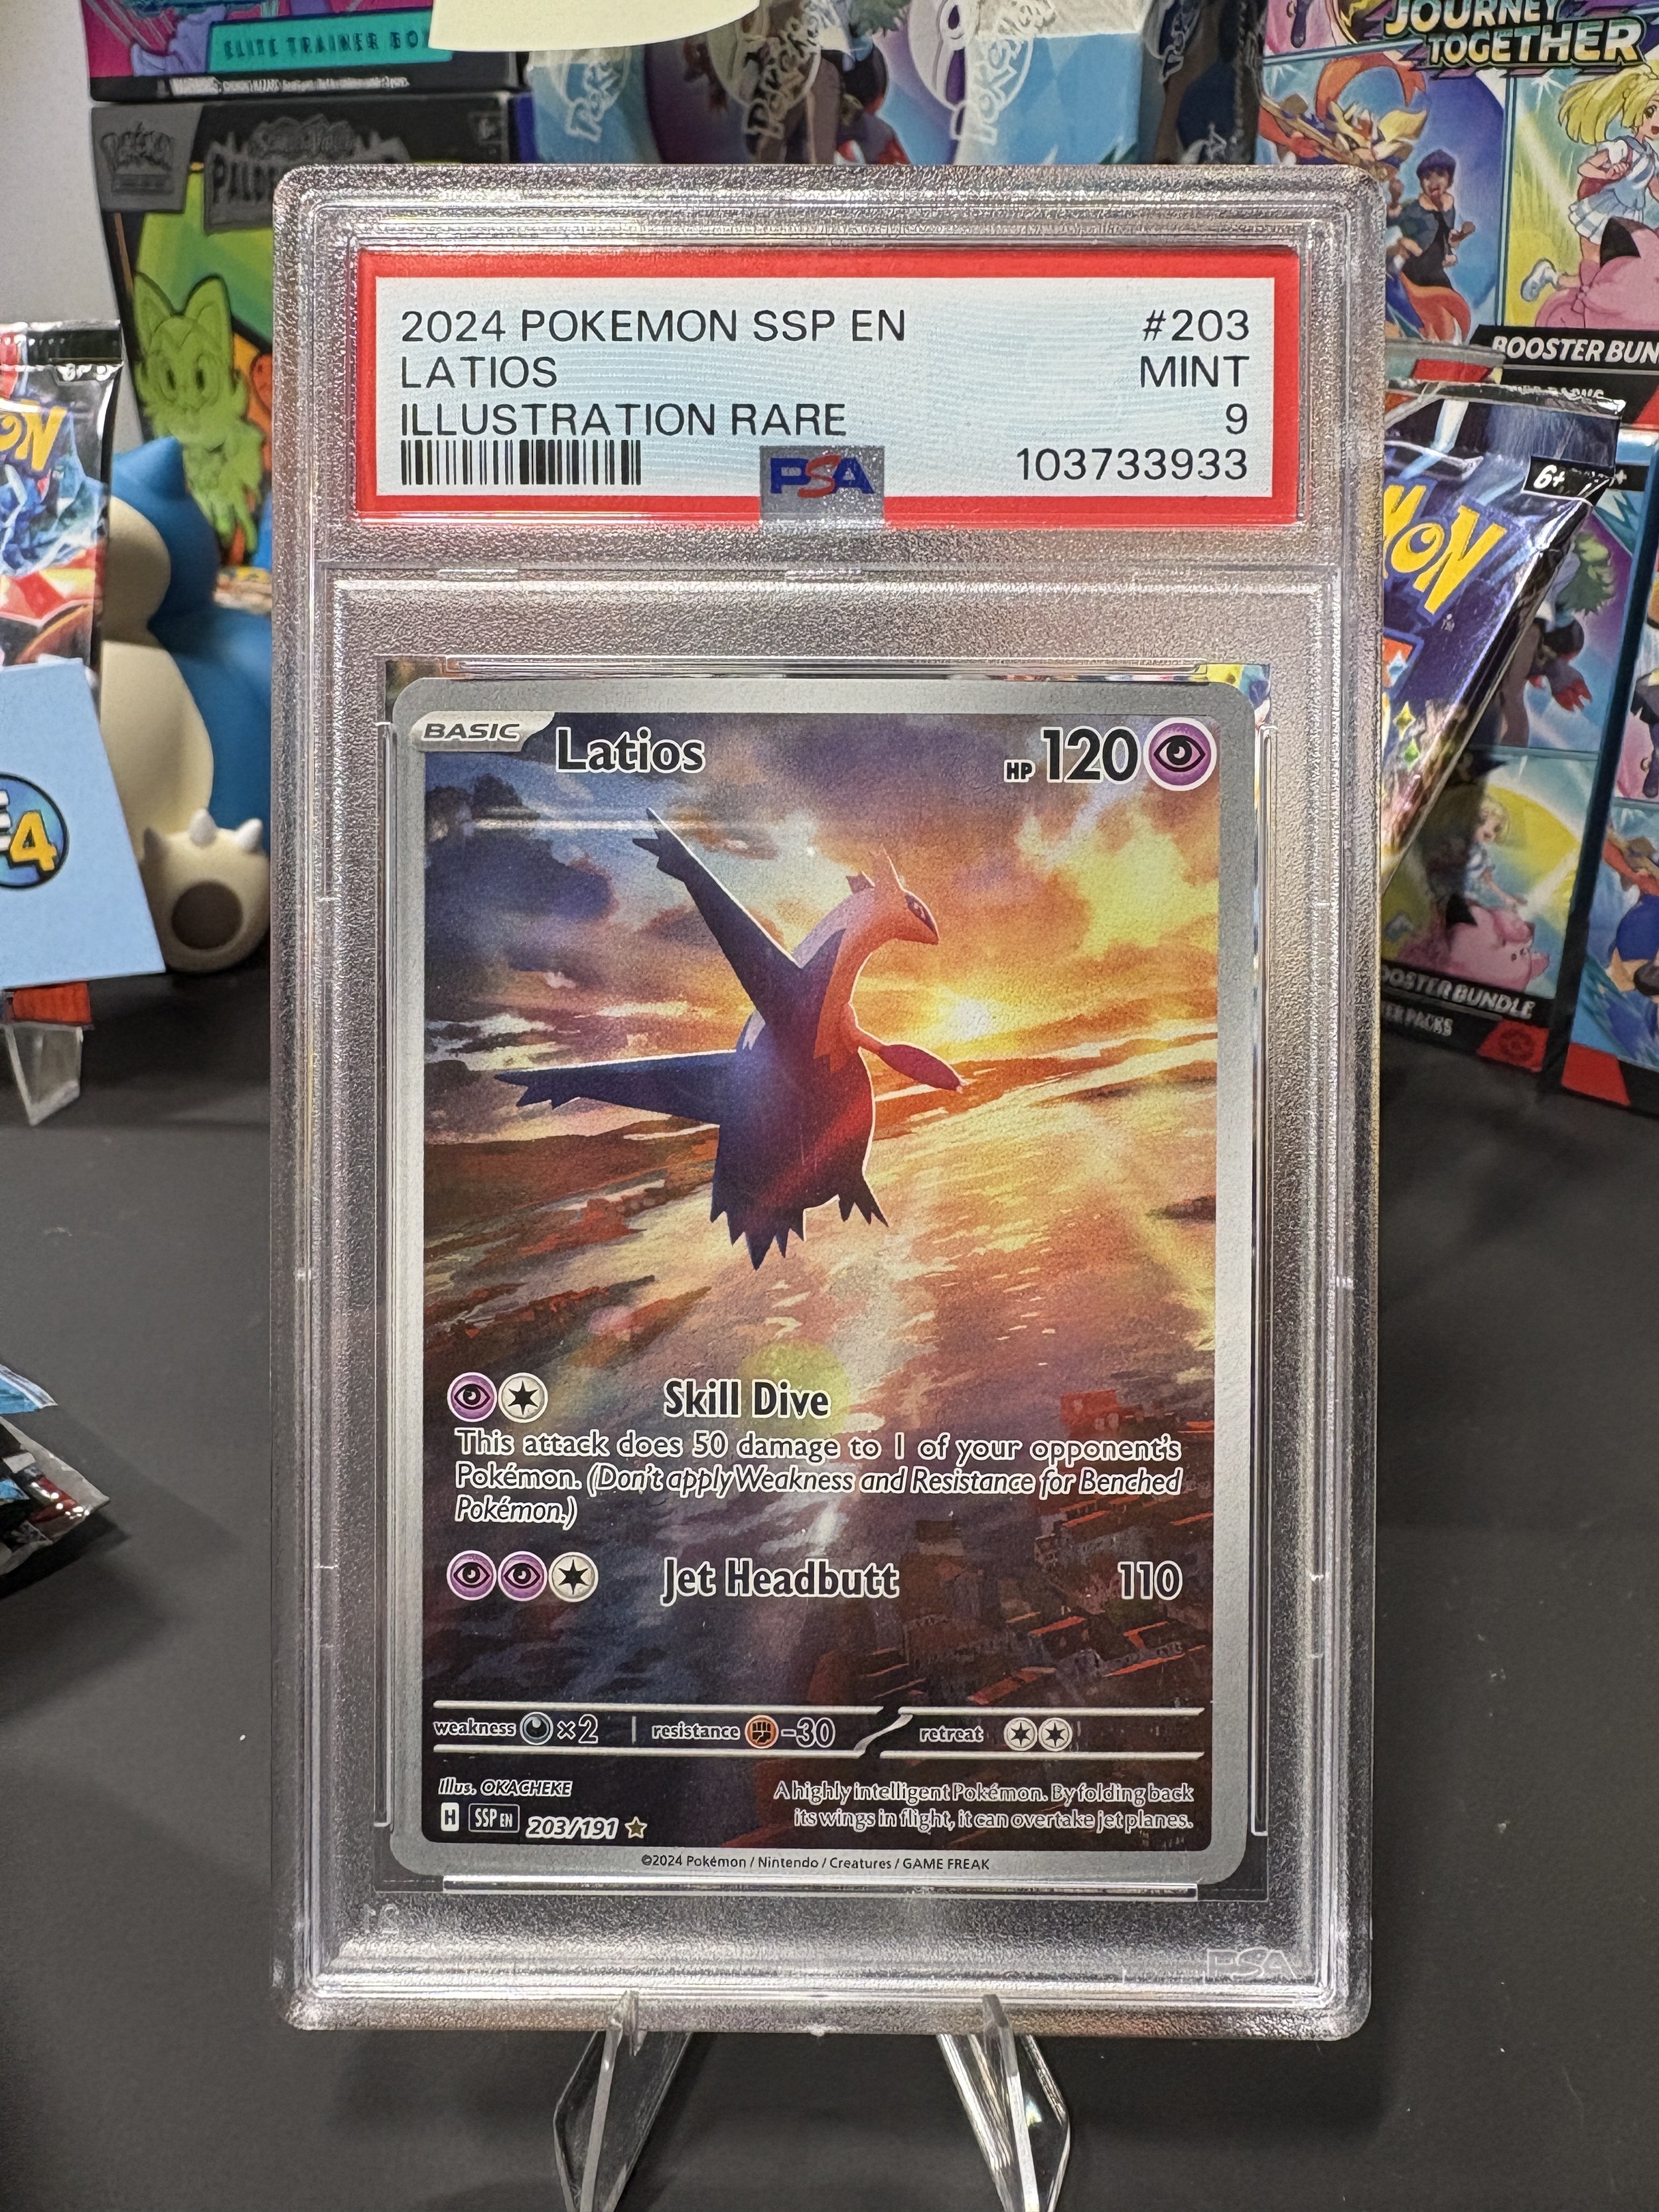 ELITE TRAINER BO
JOURNEY
TOGETHER
Pokémon
BOOSTER BUN
6+
2024 POKEMON SSP EN #203
LATIOS MINT
ILLUSTRATION RARE 9
PSA 103733933
BASIC Latios HP 120
Skill Dive
This attack does 50 damage to 1 of your opponent's
Pokémon. (Don't apply Weakness and Resistance for Benched
Pokémon.)
Jet Headbutt 110
weakness ×2 resistance -30 retreat
Illus. OKACHEKE
A highly intelligent Pokémon. By folding back
its wings in flight, it can overtake jet planes.
H SSP EN 203/191
©2024 Pokémon / Nintendo / Creatures / GAME FREAK
PSA
OOSTER BUNDLE
4